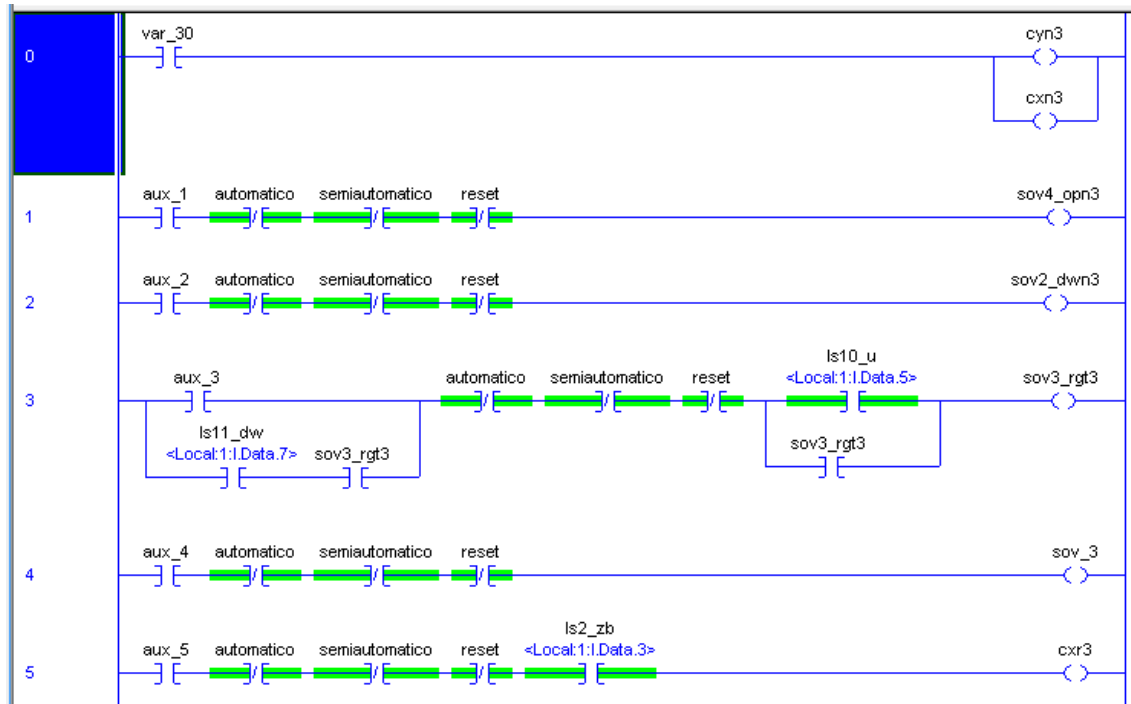 var_30 cyn3
0
cxn3
aux_1 automatico semiautomatico reset sov4_opn3
1
aux_2 automatico semiautomatico reset sov2_dwn3
2
ls10_u
aux_3 automatico semiautomatico reset <Local:1:I.Data.5> sov3_rgt3
3
ls11_dw
<Local:1:I.Data.7> sov3_rgt3 sov3_rgt3
aux_4 automatico semiautomatico reset sov_3
4
ls2_zb
aux_5 automatico semiautomatico reset <Local:1:I.Data.3> cxr3
5